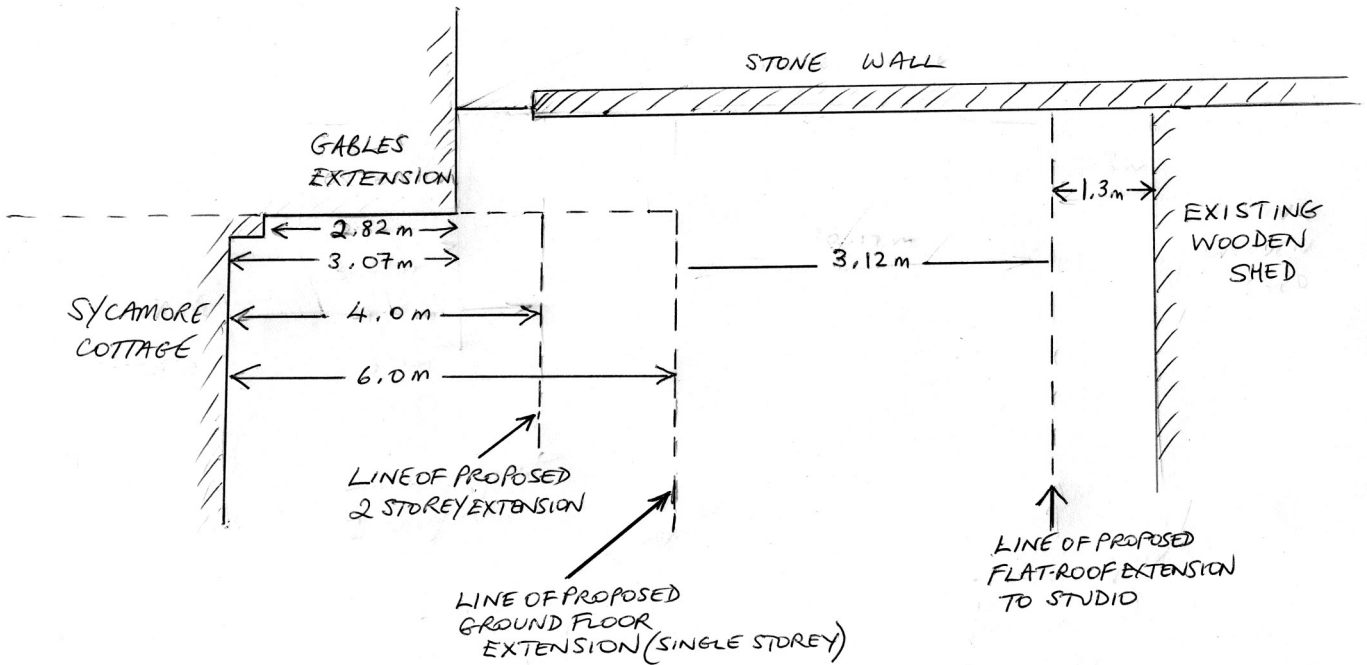 STONE WALL
GABLES
EXTENSION
1.3m
2.82m
3.07m
3.12m
EXISTING
WOODEN
SHED
SYCAMORE
COTTAGE
4.0m
6.0m
LINE OF PROPOSED
2 STOREY EXTENSION
LINE OF PROPOSED
GROUND FLOOR
EXTENSION (SINGLE STOREY)
LINE OF PROPOSED
FLAT-ROOF EXTENSION
TO STUDIO